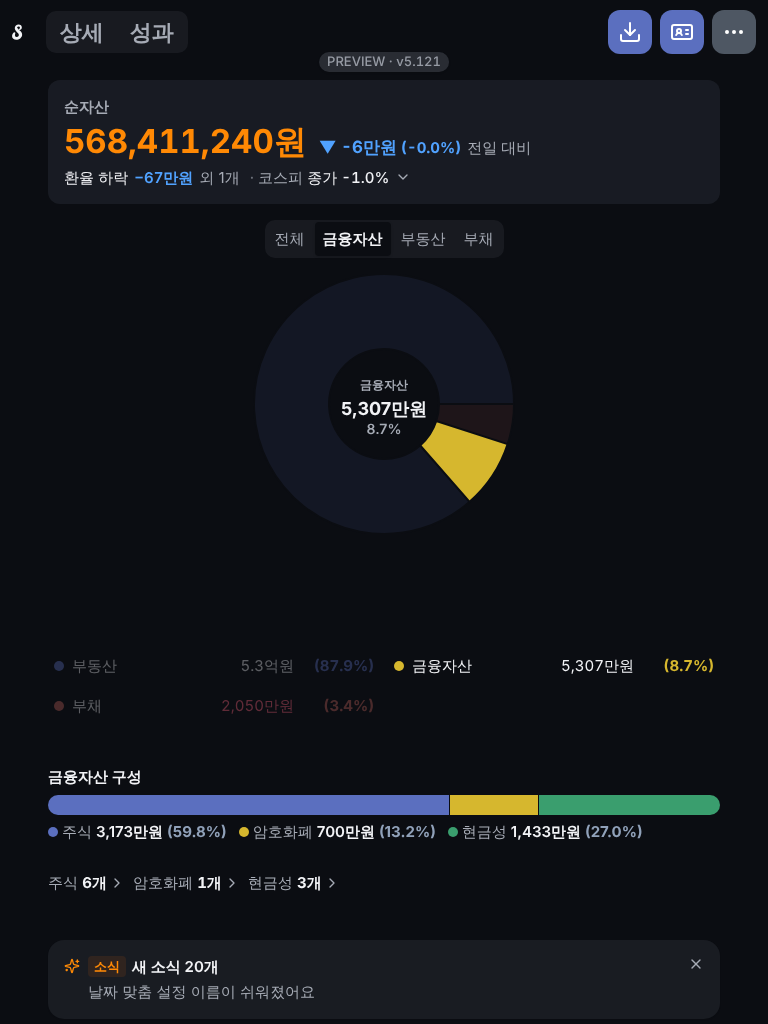 상세 성과
PREVIEW · v5.121
순자산
568,411,240원 ▼ -6만원 (-0.0%) 전일 대비
환율 하락 −67만원 외 1개 · 코스피 종가 -1.0%
전체 금융자산 부동산 부채
금융자산
5,307만원
8.7%
부동산 5.3억원 (87.9%) 금융자산 5,307만원 (8.7%)
부채 2,050만원 (3.4%)
금융자산 구성
주식 3,173만원 (59.8%) 암호화폐 700만원 (13.2%) 현금성 1,433만원 (27.0%)
주식 6개 암호화폐 1개 현금성 3개
소식 새 소식 20개
날짜 맞춤 설정 이름이 쉬워졌어요